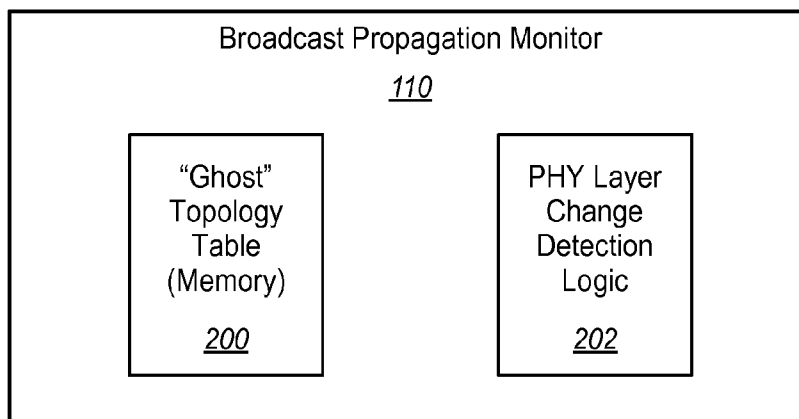 Broadcast Propagation Monitor
110
“Ghost”
Topology
Table
(Memory)
200
PHY Layer
Change
Detection
Logic
202